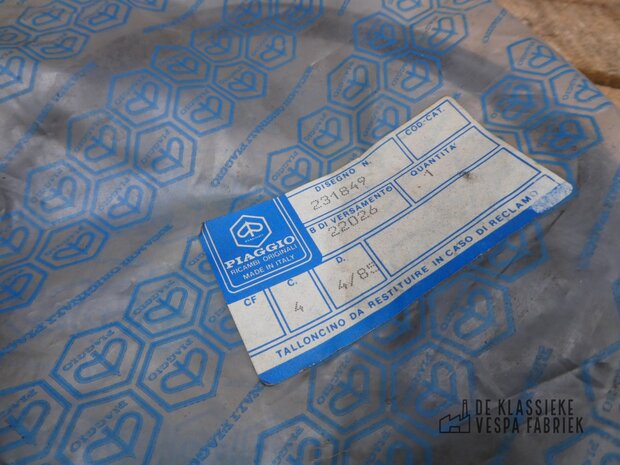 DISEGNO N.
COD-CAT.
231849
B DI VERSAMENTO
QUANTITA'
22026
1
PIAGGIO
RICAMBI ORIGINALI
MADE IN ITALY
CF
C.
D.
4
4/85
TALLONCINO DA RESTITUIRE IN CASO DI RECLAMO
PIAGGIO
DE KLASSIEKE
VESPA FABRIEK